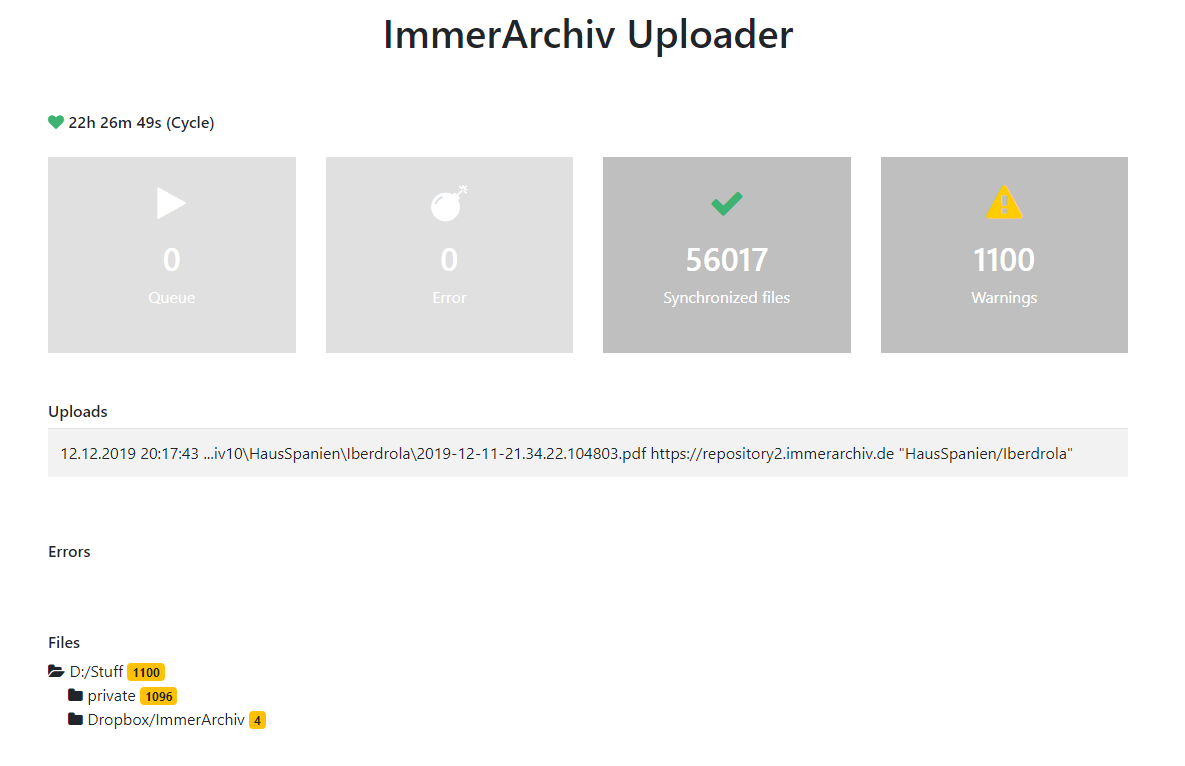 ImmerArchiv Uploader
22h 26m 49s (Cycle)
0
Queue
0
Error
56017
Synchronized files
1100
Warnings
Uploads
12.12.2019 20:17:43 ...iv10\HausSpanien\Iberdrola\2019-12-11-21.34.22.104803.pdf https://repository2.immerarchiv.de "HausSpanien/Iberdrola"
Errors
Files
D:/Stuff 1100
private 1096
Dropbox/ImmerArchiv 4